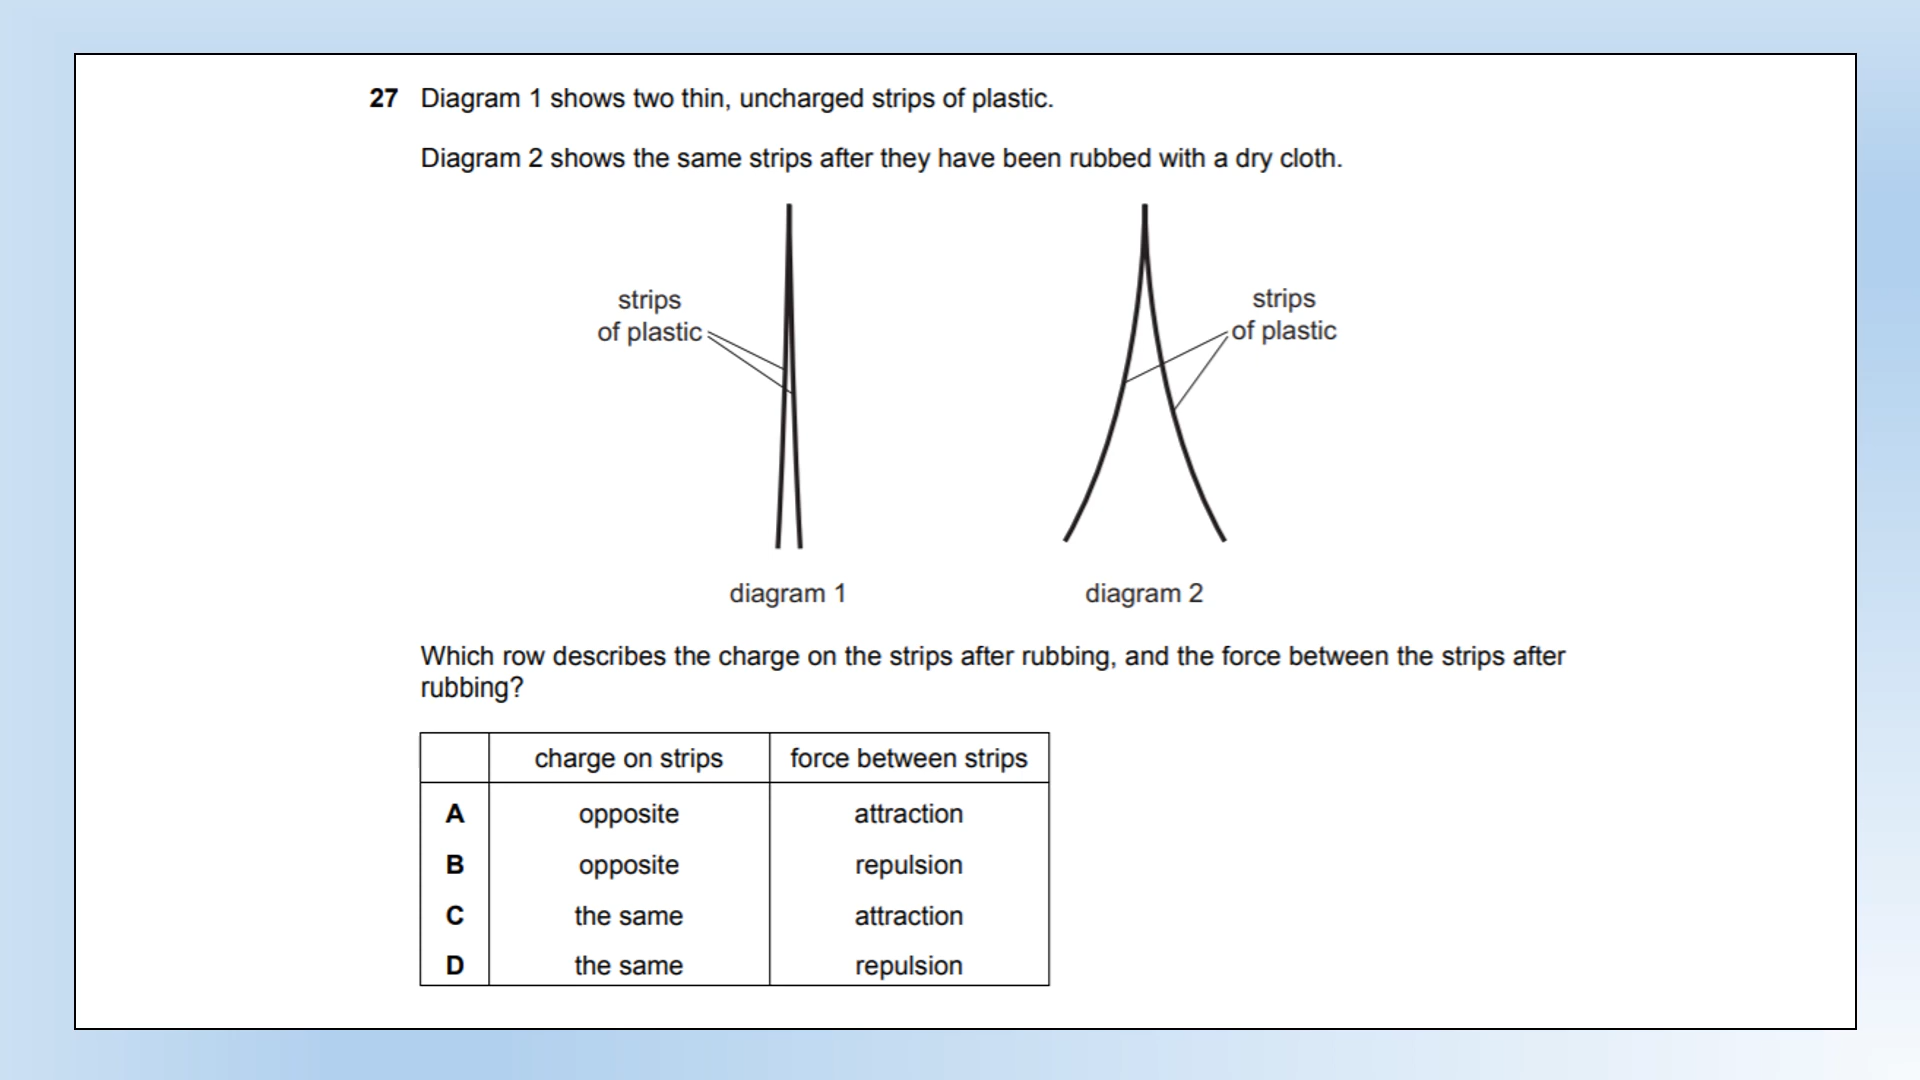 27 Diagram 1 shows two thin, uncharged strips of plastic.
Diagram 2 shows the same strips after they have been rubbed with a dry cloth.
strips
of plastic
strips
of plastic
diagram 1
diagram 2
Which row describes the charge on the strips after rubbing, and the force between the strips after
rubbing?
charge on strips force between strips
A opposite attraction
B opposite repulsion
C the same attraction
D the same repulsion